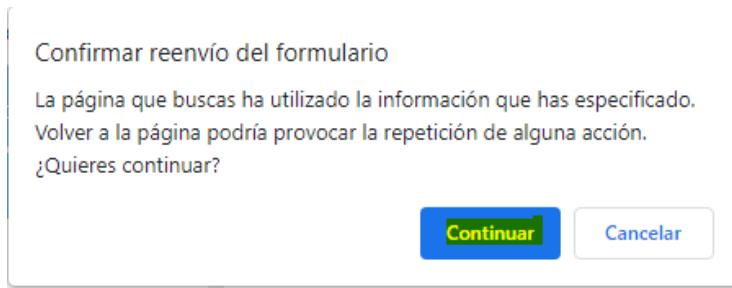 Confirmar reenvío del formulario
La página que buscas ha utilizado la información que has especificado.
Volver a la página podría provocar la repetición de alguna acción.
¿Quieres continuar?
Continuar
Cancelar